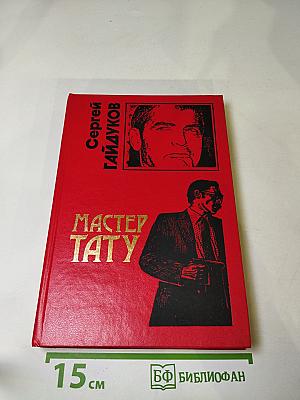 Сергей
ГАЙДУКОВ
МАСТЕР
ТАТУ
15 см
БФ БИБЛИОФАН